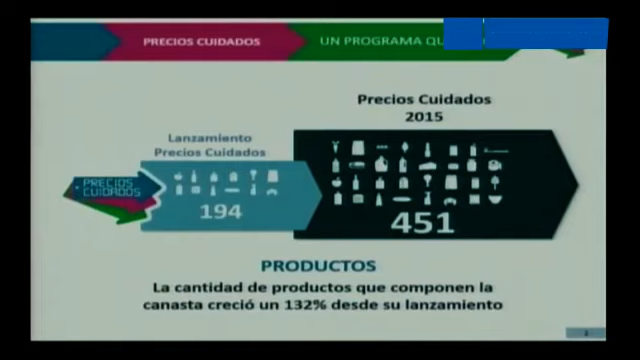 PRECIOS CUIDADOS
UN PROGRAMA
Precios Cuidados
2015
Lanzamiento
Precios Cuidados
PRECIOS
CUIDADOS
194
451
PRODUCTOS
La cantidad de productos que componen la
canasta creció un 132% desde su lanzamiento